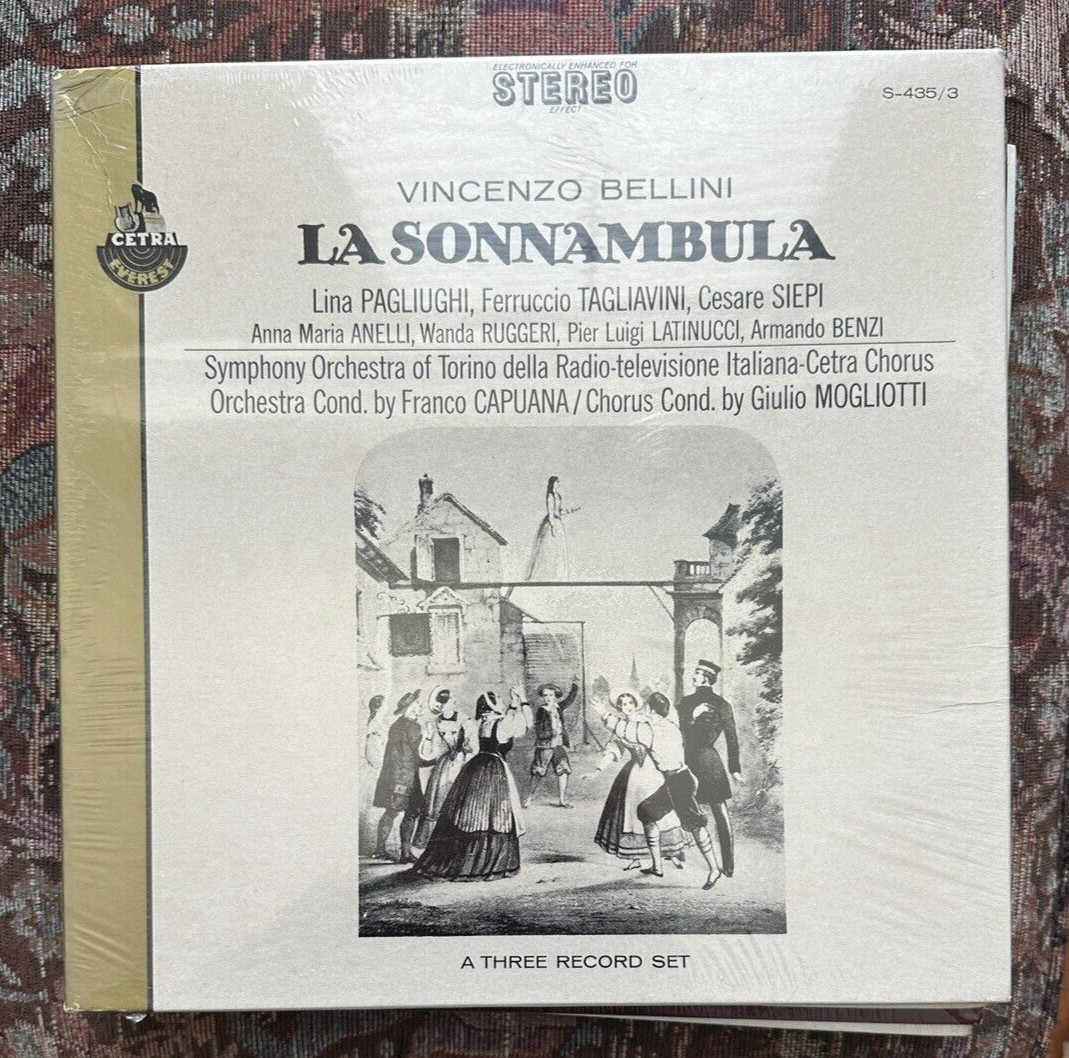 ELECTRONICALLY ENHANCED FOR
STEREO
EFFECT
S-435/3
VINCENZO BELLINI
LA SONNAMBULA
CETRA
EVEREST
Lina PAGLIUGHI, Ferruccio TAGLIAVINI, Cesare SIEPI
Anna Maria ANELLI, Wanda RUGGERI, Pier Luigi LATINUCCI, Armando BENZI
Symphony Orchestra of Torino della Radio-televisione Italiana-Cetra Chorus
Orchestra Cond. by Franco CAPUANA / Chorus Cond. by Giulio MOGLIOTTI
A THREE RECORD SET